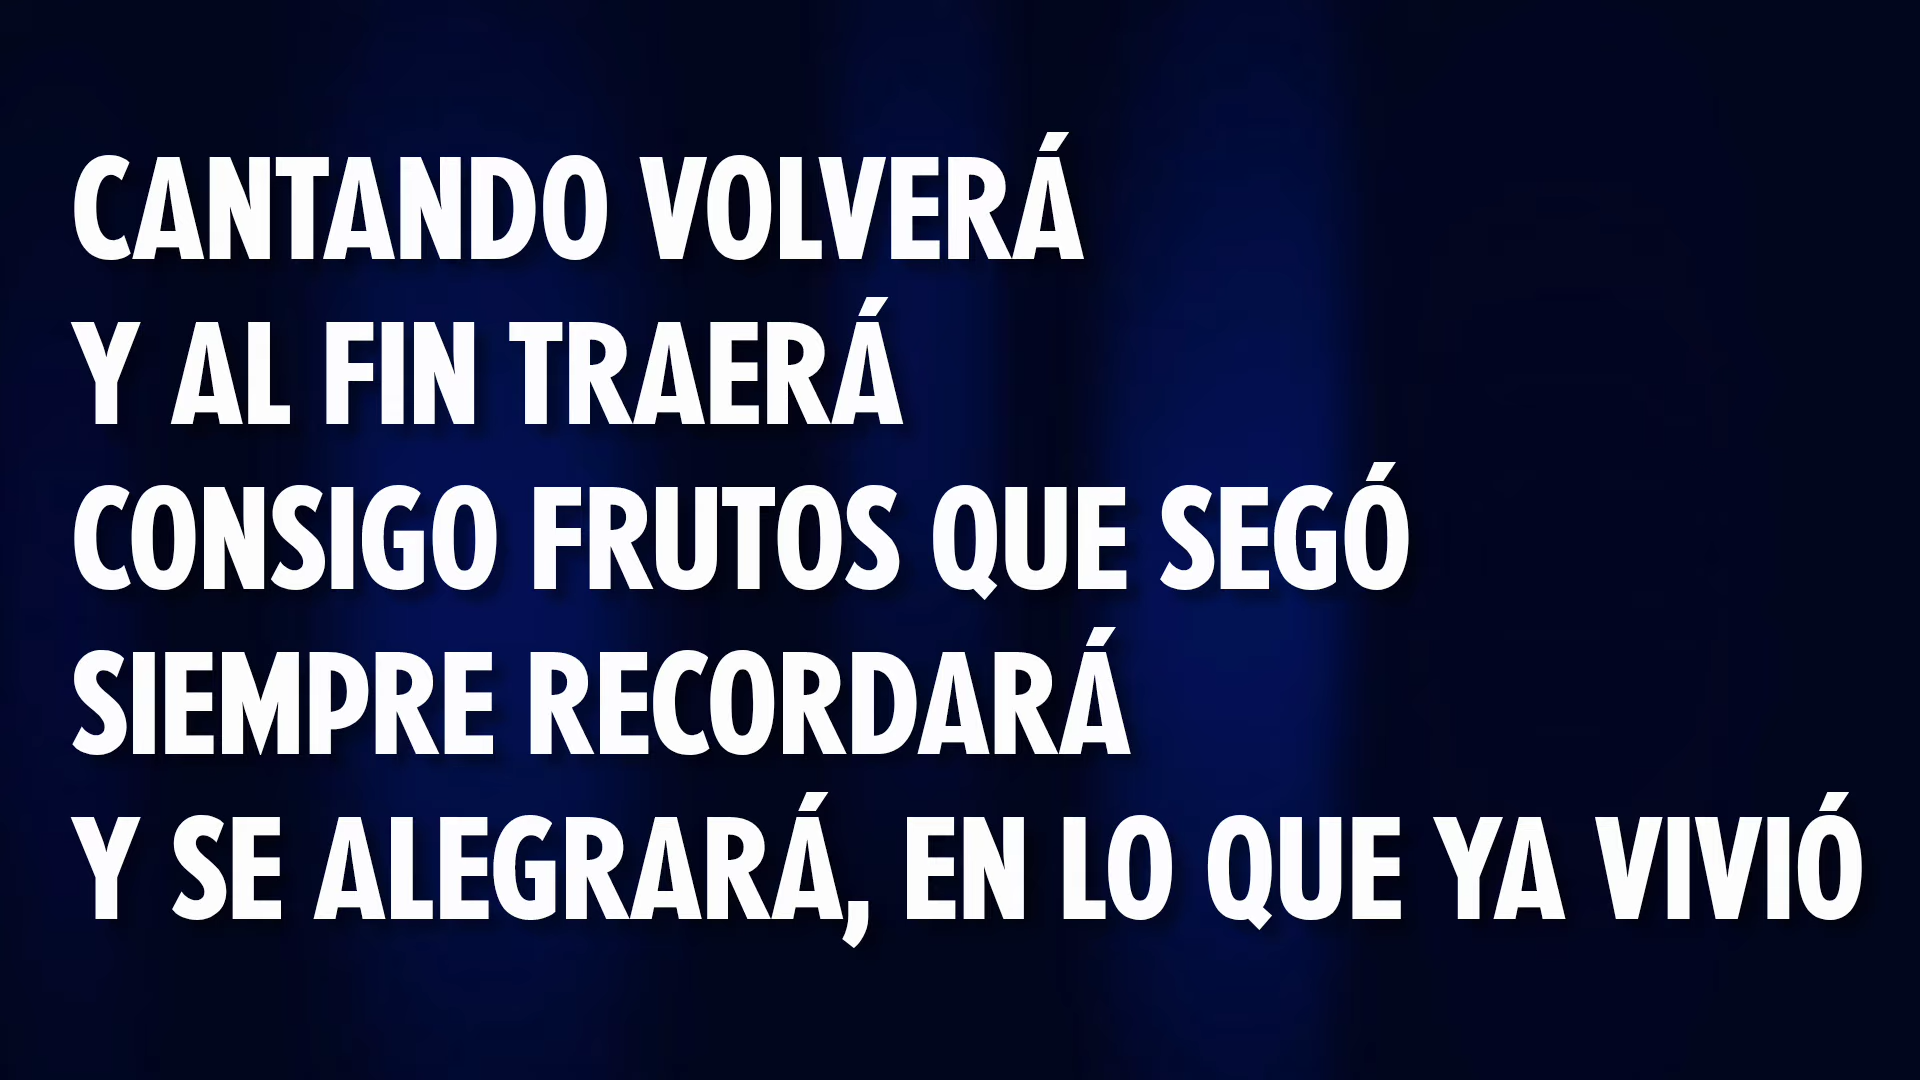 CANTANDO VOLVERÁ
Y AL FIN TRAERÁ
CONSIGO FRUTOS QUE SEGÓ
SIEMPRE RECORDARÁ
Y SE ALEGRARÁ, EN LO QUE YA VIVIÓ